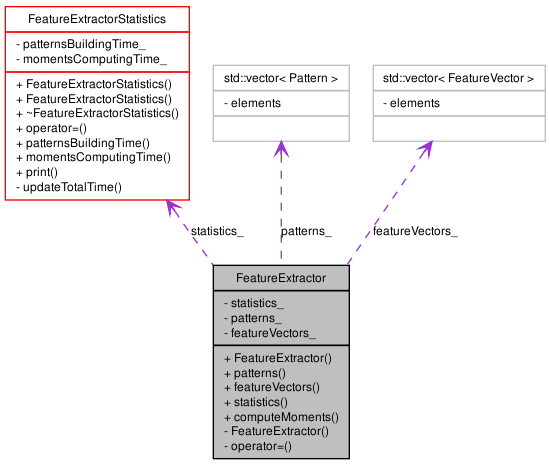 FeatureExtractorStatistics
- patternsBuildingTime_
- momentsComputingTime_
+ FeatureExtractorStatistics()
+ FeatureExtractorStatistics()
+ ~FeatureExtractorStatistics()
+ operator=()
+ patternsBuildingTime()
+ momentsComputingTime()
+ print()
- updateTotalTime()
std::vector< Pattern >
- elements
std::vector< FeatureVector >
- elements
statistics_
patterns_
featureVectors_
FeatureExtractor
- statistics_
- patterns_
- featureVectors_
+ FeatureExtractor()
+ patterns()
+ featureVectors()
+ statistics()
+ computeMoments()
- FeatureExtractor()
- operator=()